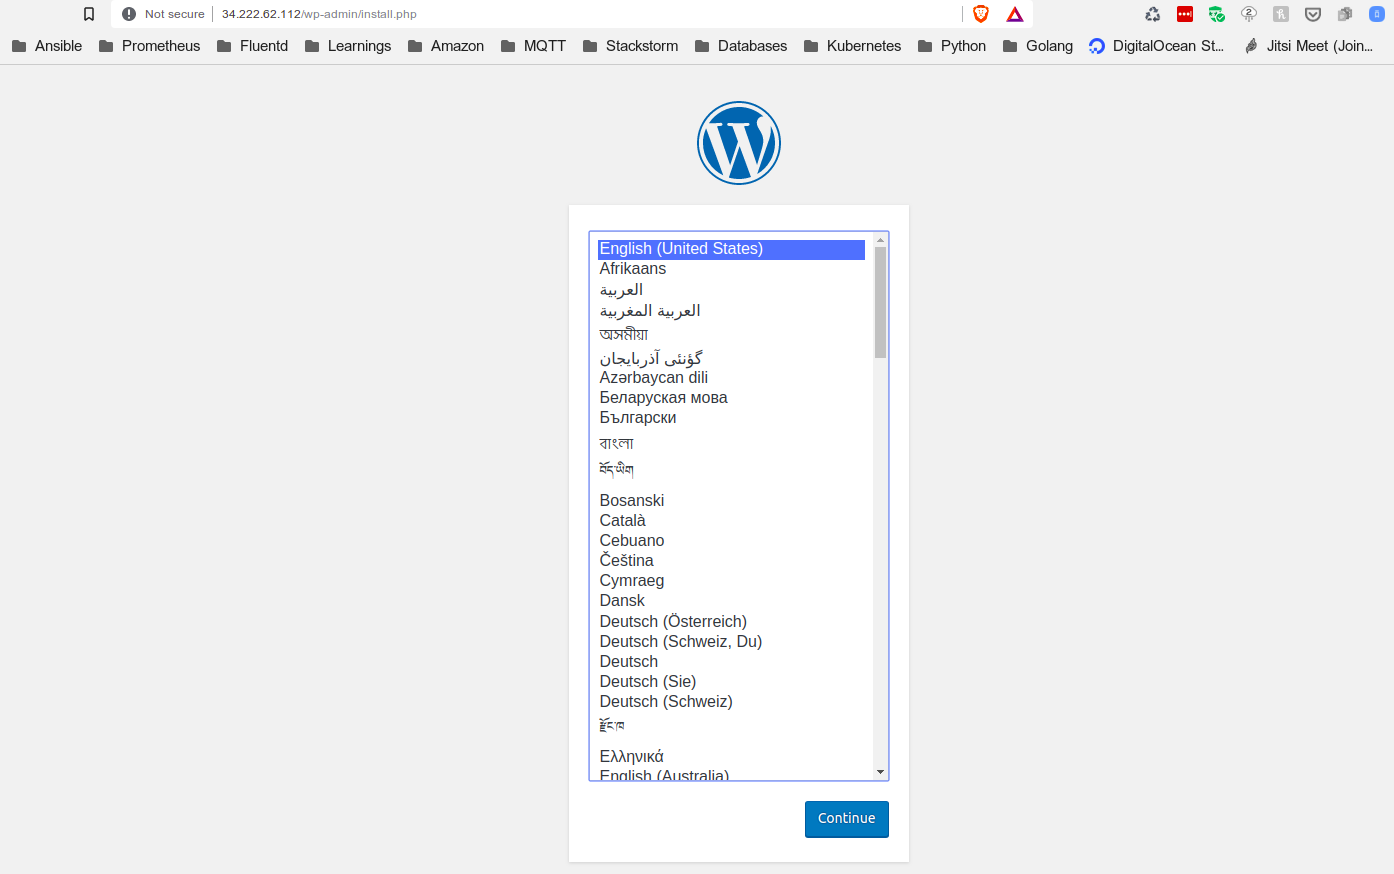 Not secure 34.222.62.112/wp-admin/install.php
2
Ansible Prometheus Fluentd Learnings Amazon MQTT Stackstorm Databases Kubernetes Python Golang DigitalOcean St... Jitsi Meet (Join...
English (United States)
Afrikaans
العربية
العربية المغربية
অসমীয়া
گؤنئی آذربایجان
Azərbaycan dili
Беларуская мова
Български
বাংলা
བོད་ཡིག
Bosanski
Català
Cebuano
Čeština
Cymraeg
Dansk
Deutsch (Österreich)
Deutsch (Schweiz, Du)
Deutsch
Deutsch (Sie)
Deutsch (Schweiz)
རྫོང་ཁ
Ελληνικά
English (Australia)
Continue